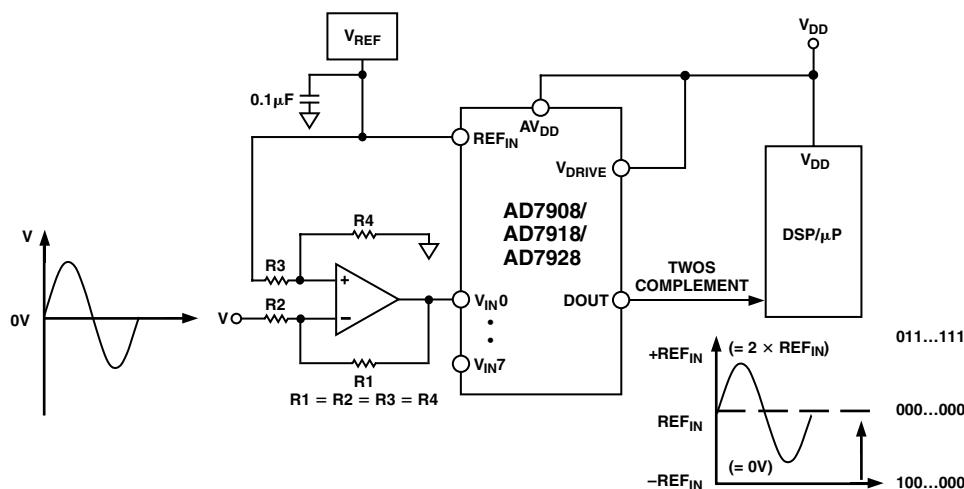 V_REF
0.1µF
V_DD
AV_DD
REF_IN
V_DRIVE
V_DD
R4
V
R3
+
AD7908/
AD7918/
AD7928
DSP/µP
R2
0V
V
–
V_IN0
DOUT
TWOS
COMPLEMENT
R1
V_IN7
R1 = R2 = R3 = R4
+REF_IN
(= 2 × REF_IN)
011...111
REF_IN
000...000
(= 0V)
–REF_IN
100...000